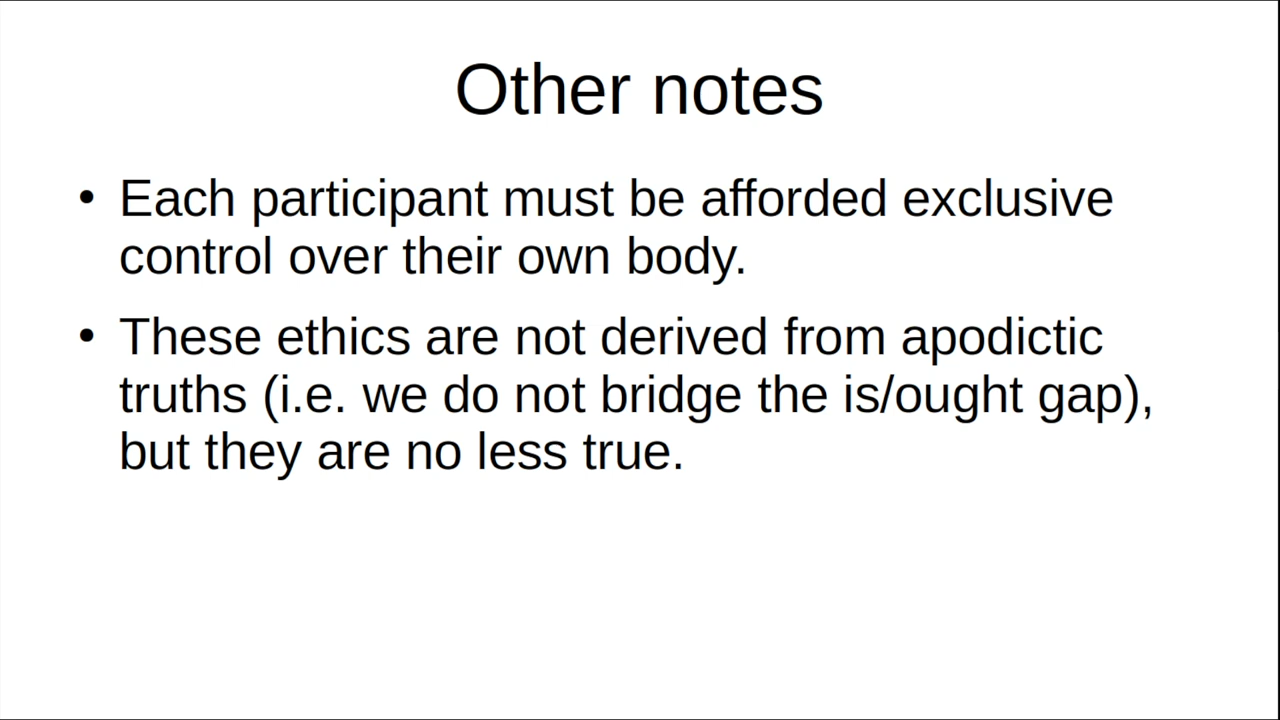 Other notes
• Each participant must be afforded exclusive
control over their own body.
• These ethics are not derived from apodictic
truths (i.e. we do not bridge the is/ought gap),
but they are no less true.